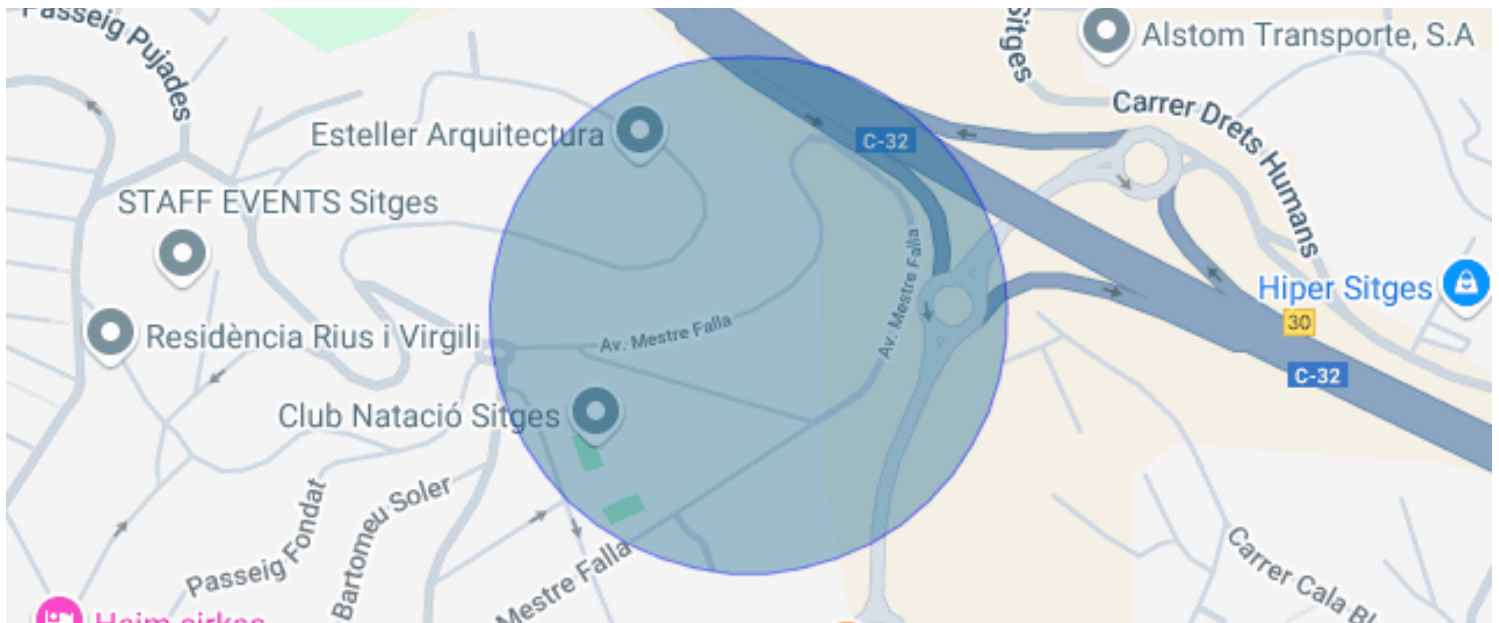 Passeig Pujades
Sitges
Alstom Transporte, S.A
Carrer Drets Humans
Esteller Arquitectura
C-32
STAFF EVENTS Sitges
Av. Mestre Falla
Hiper Sitges
30
Residència Rius i Virgili
Av. Mestre Falla
C-32
Club Natació Sitges
Passeig Fondat
Bartomeu Soler
Mestre Falla
Carrer Cala Bl